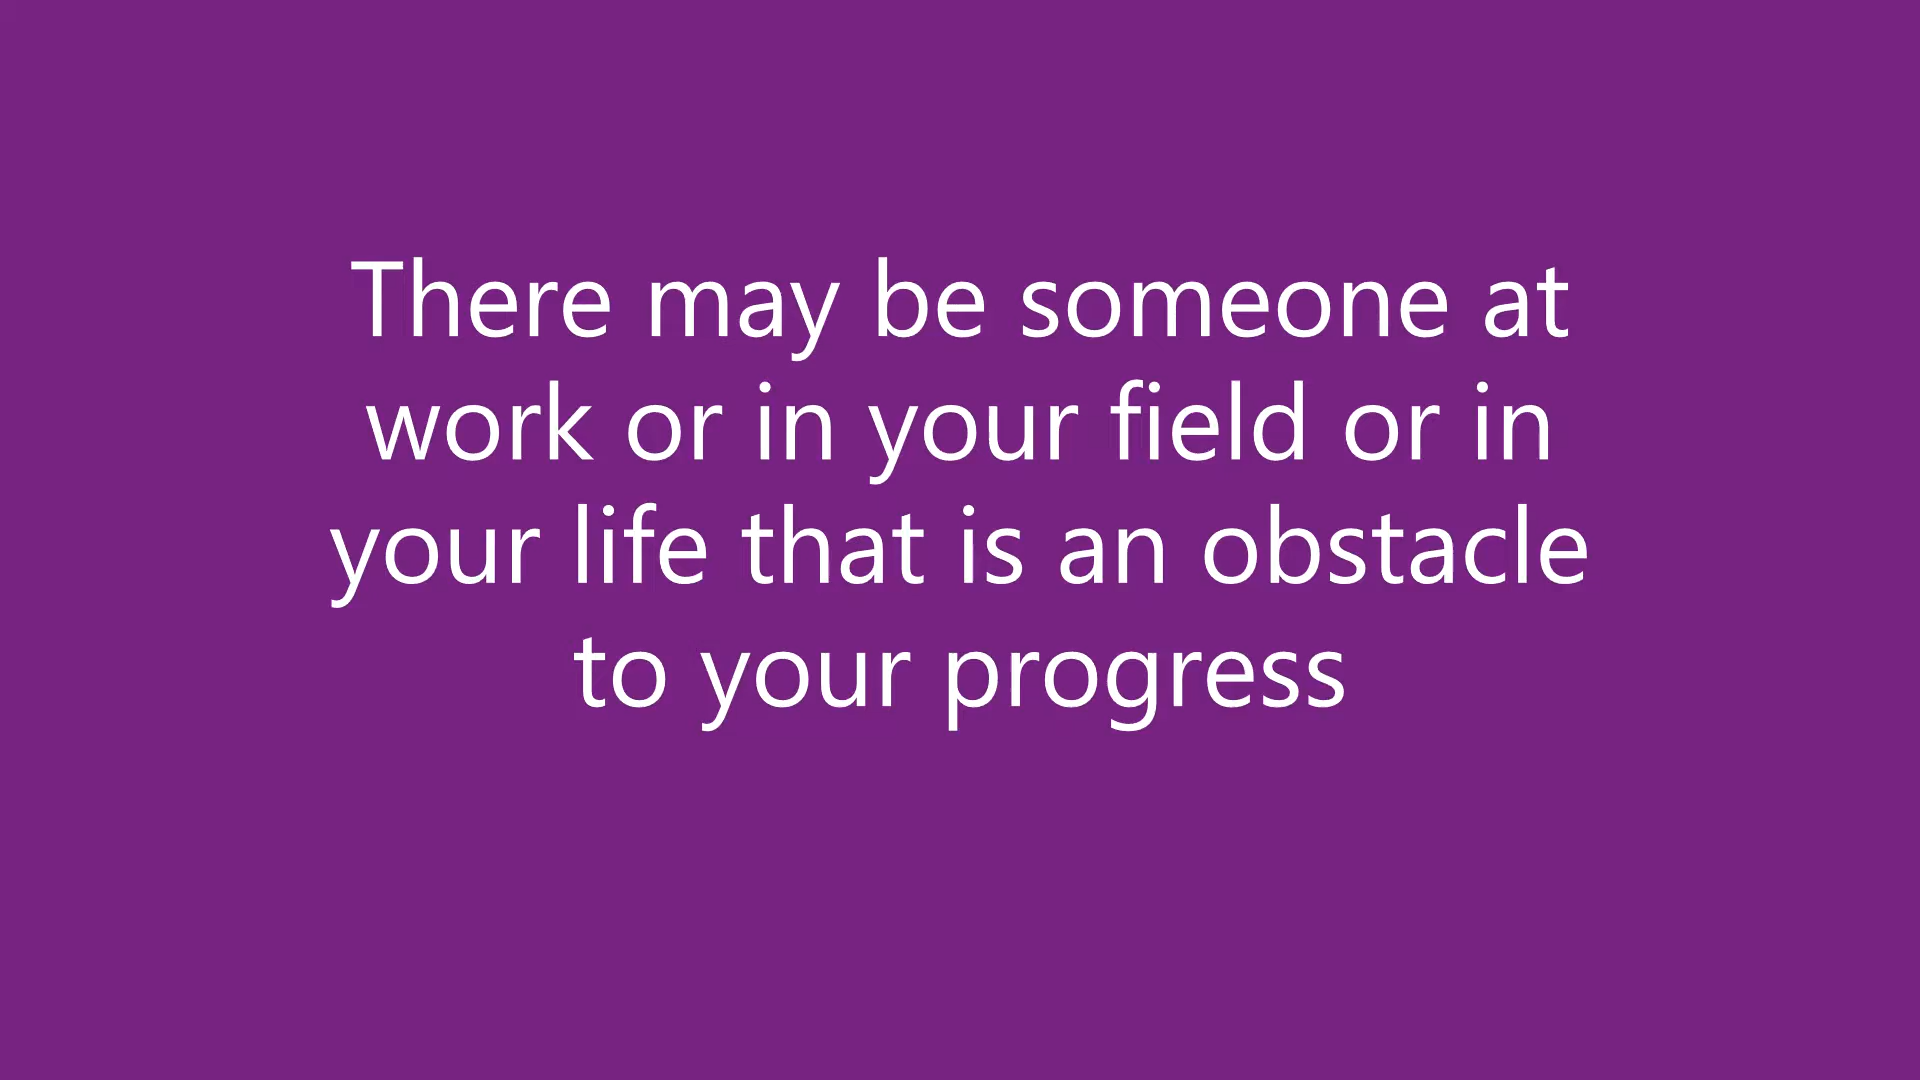 There may be someone at
work or in your field or in
your life that is an obstacle
to your progress